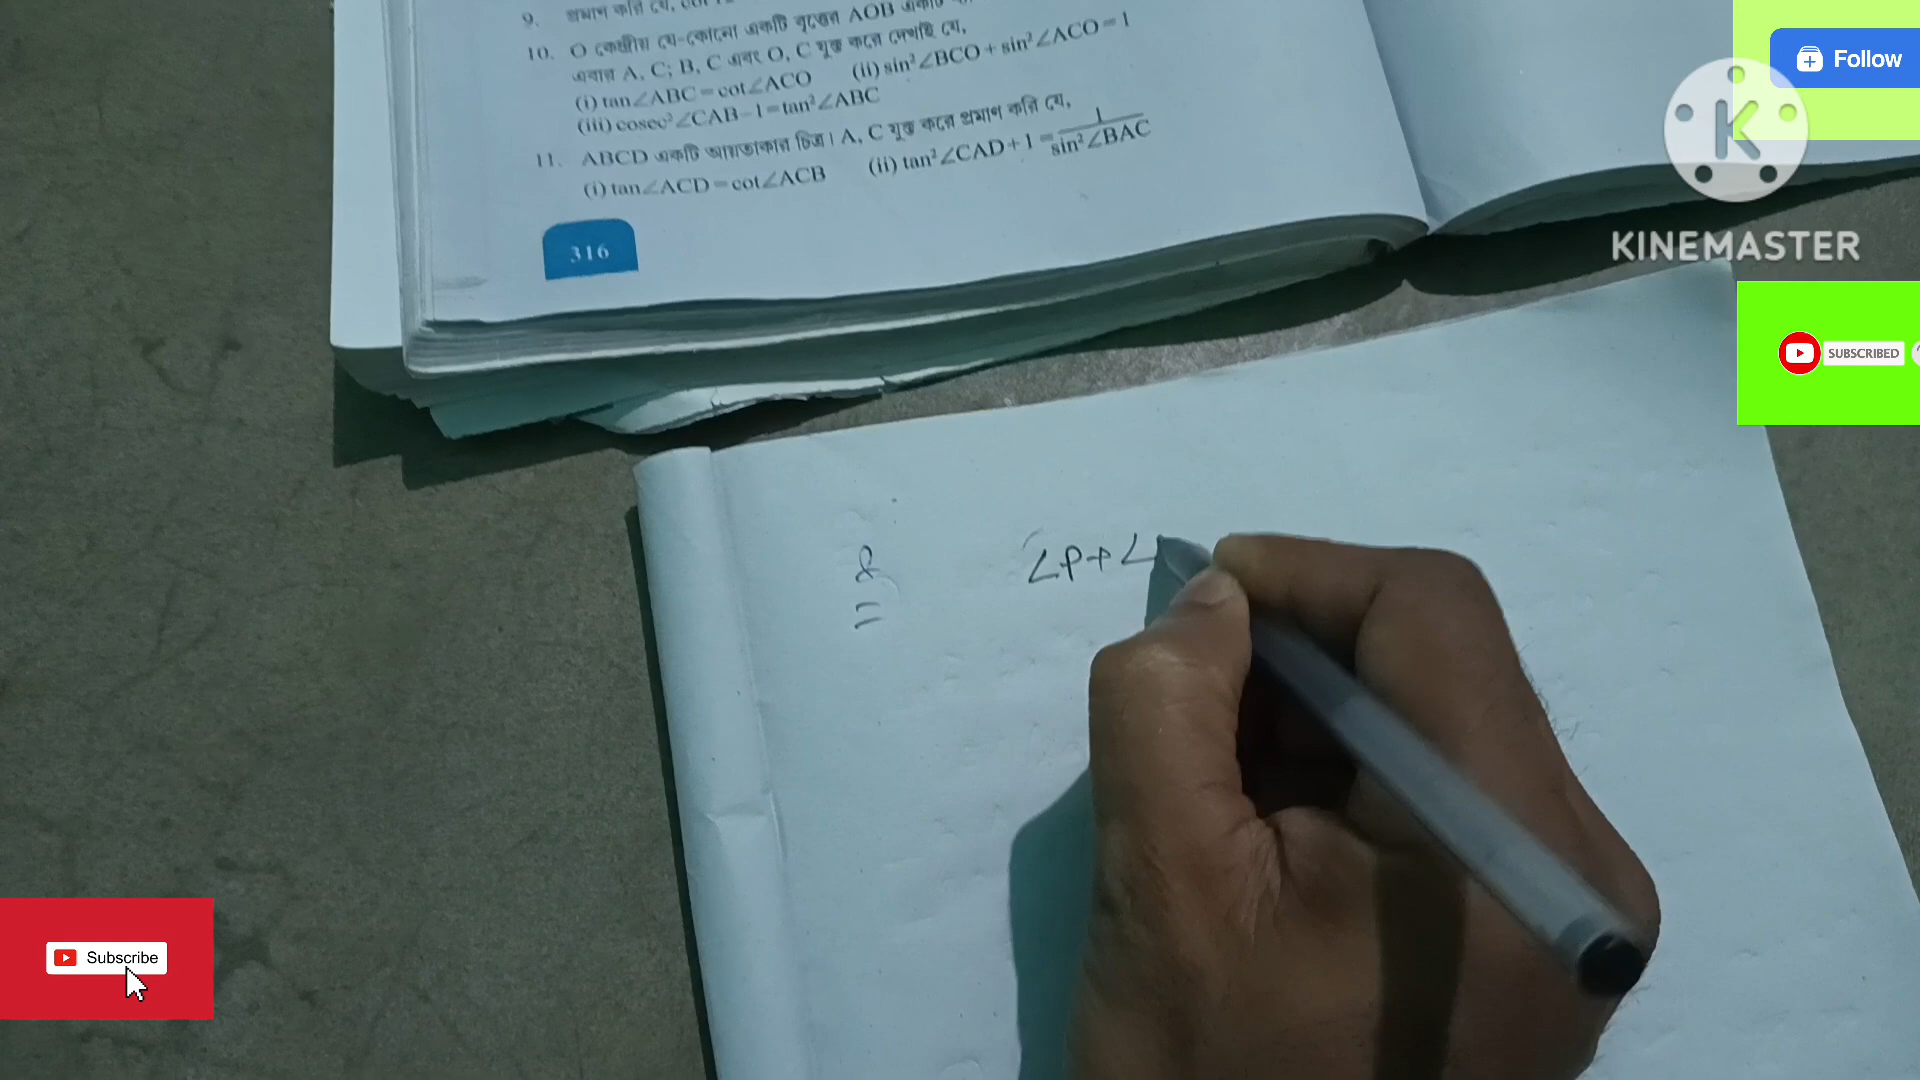 9. প্রমাণ করি যে,
10. O কেন্দ্রীয় যে-কোনো একটি বৃত্তের AOB একটি
এবার A, C; B, C এবং O, C যুক্ত করে দেখাই যে,
(i) tan∠ABC=cot∠ACO (ii) sin²∠BCO+sin²∠ACO=1
(iii) cosec²∠CAB-1=tan²∠ABC
11. ABCD একটি আয়তাকার চিত্র। A, C যুক্ত করে প্রমাণ করি যে,
(i) tan∠ACD=cot∠ACB (ii) tan²∠CAD+1=1/sin²∠BAC
316
Follow
K
KINEMASTER
SUBSCRIBED
∠P+∠
Subscribe